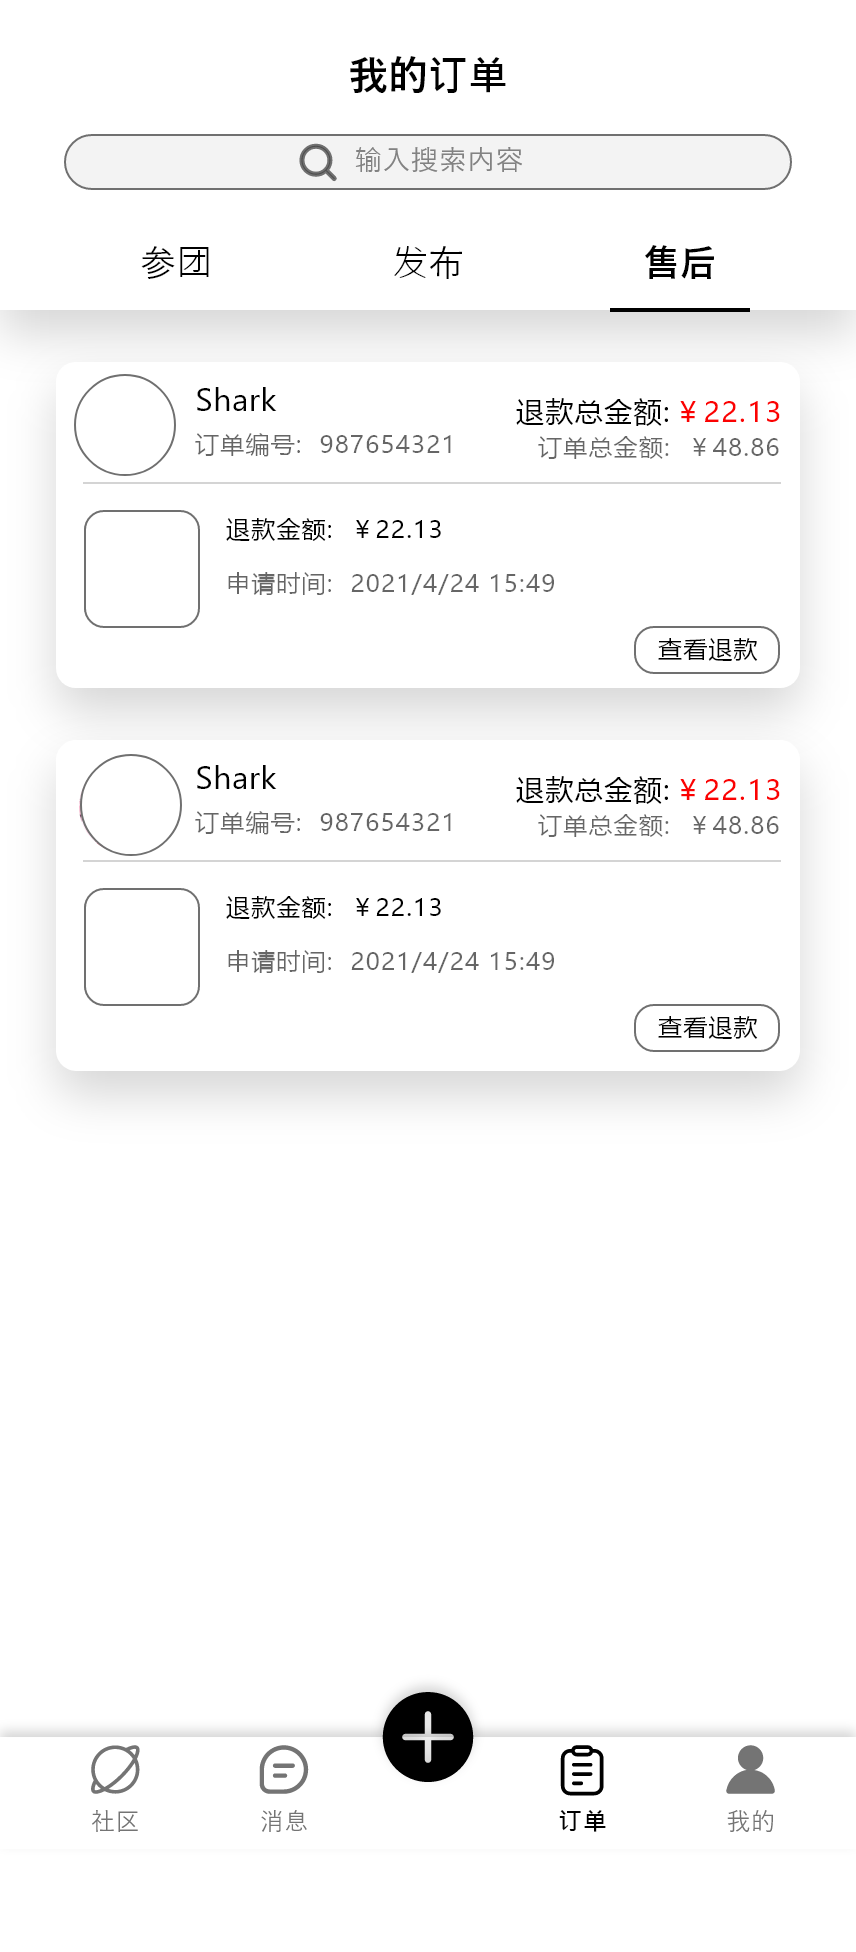 我的订单
输入搜索内容
参团 发布 售后
Shark
退款总金额: ￥22.13
订单编号: 987654321
订单总金额: ￥48.86
退款金额: ￥22.13
申请时间: 2021/4/24 15:49
查看退款
Shark
退款总金额: ￥22.13
订单编号: 987654321
订单总金额: ￥48.86
退款金额: ￥22.13
申请时间: 2021/4/24 15:49
查看退款
社区 消息 订单 我的